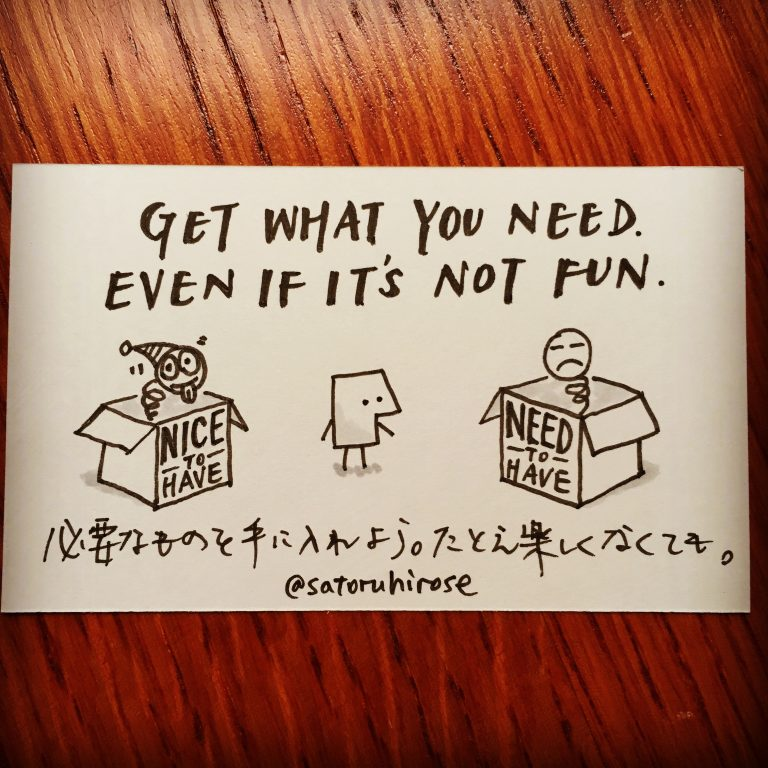 GET WHAT YOU NEED.
EVEN IF IT'S NOT FUN.
NICE
TO
HAVE
NEED
TO
HAVE
必要なものを手に入れよう。たとえ楽しくなくても。
@satoruhirose